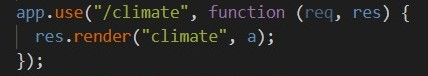 app.use("/climate", function (req, res) {
  res.render("climate", a);
});